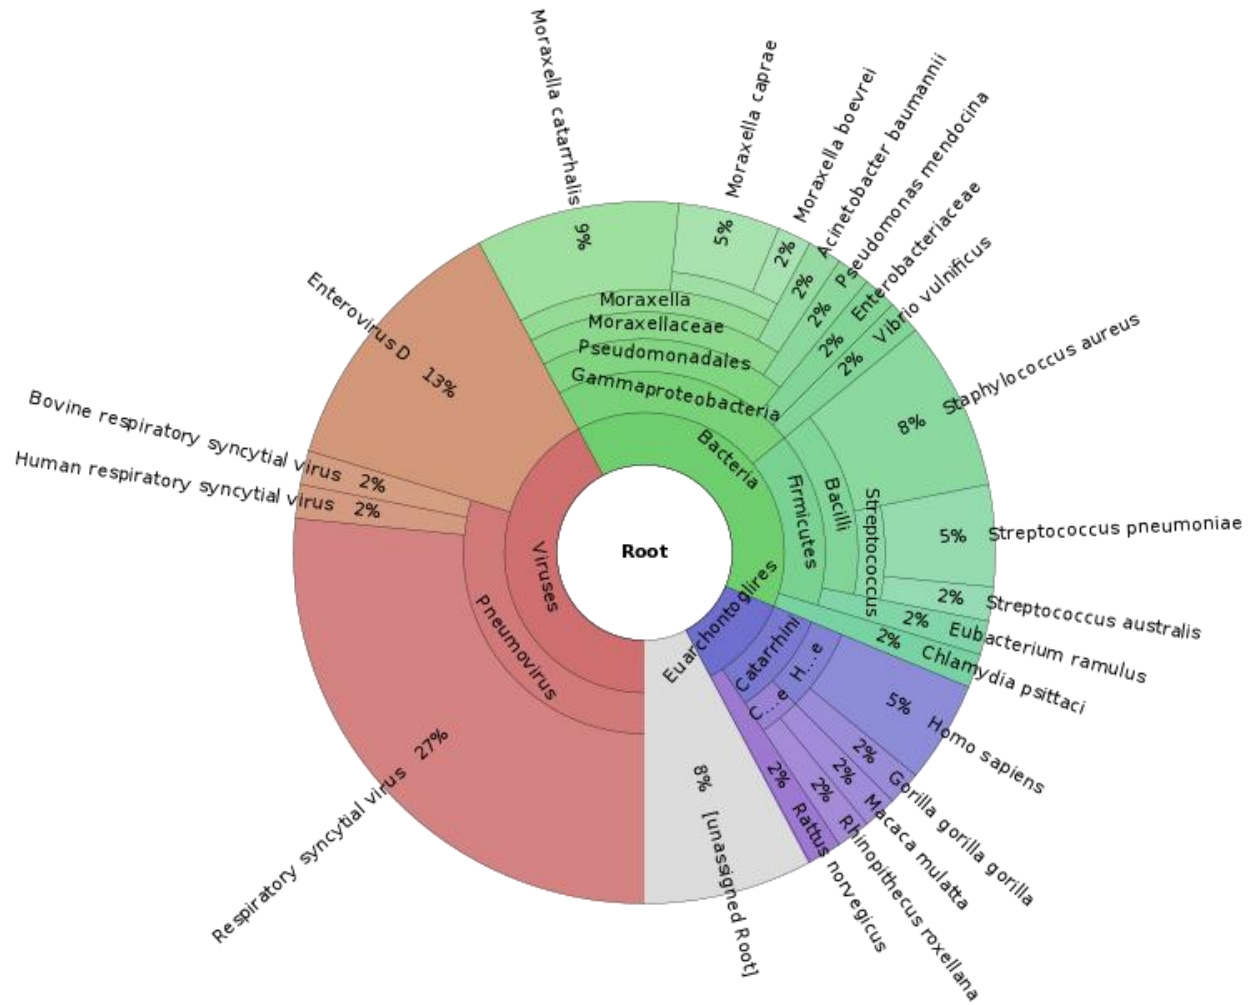 Moraxella catarrhalis
9%
Moraxella caprae
5%
Moraxella boevrei
2%
Acinetobacter baumannii
2%
Pseudomonas mendocina
2%
Enterobacteriaceae
2%
Vibrio vulnificus
2%
Staphylococcus aureus
8%
Streptococcus pneumoniae
5%
Streptococcus australis
2%
Eubacterium ramulus
2%
Chlamydia psittaci
2%
Homo sapiens
5%
Gorilla gorilla gorilla
2%
Macaca mulatta
2%
Rhinopithecus roxellana
2%
Rattus norvegicus
2%
[unassigned Root]
8%
Respiratory syncytial virus
27%
Human respiratory syncytial virus
2%
Bovine respiratory syncytial virus
2%
Enterovirus D
13%
Moraxella
Moraxellaceae
Pseudomonadales
Gammaproteobacteria
Bacteria
Firmicutes
Bacilli
Streptococcus
Viruses
Pneumovirus
Root
Euarchontoglires
Catarrhini
H...e
C...e